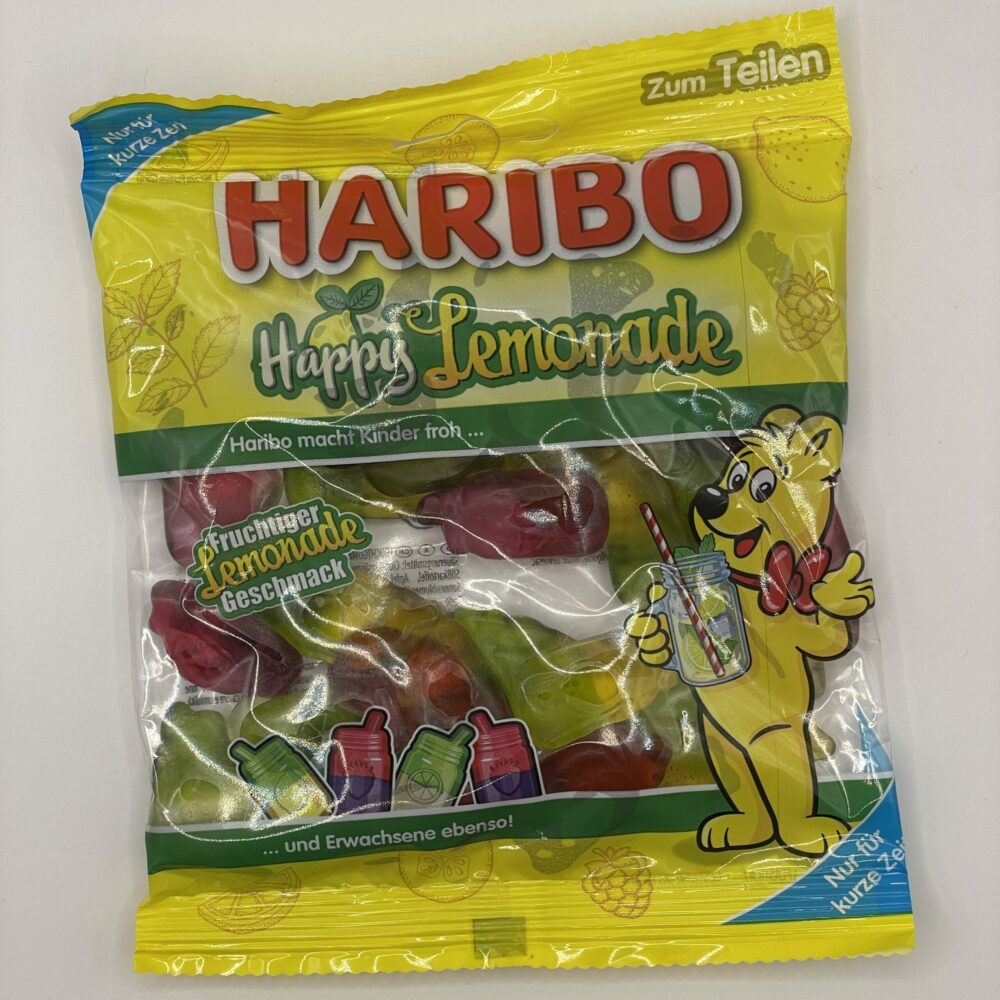 Zum Teilen
Nur für
kurze Zeit
HARIBO
Happy Lemonade
Haribo macht Kinder froh ...
Fruchtiger
Lemonade
Geschmack
... und Erwachsene ebenso!
Nur für
kurze Zeit